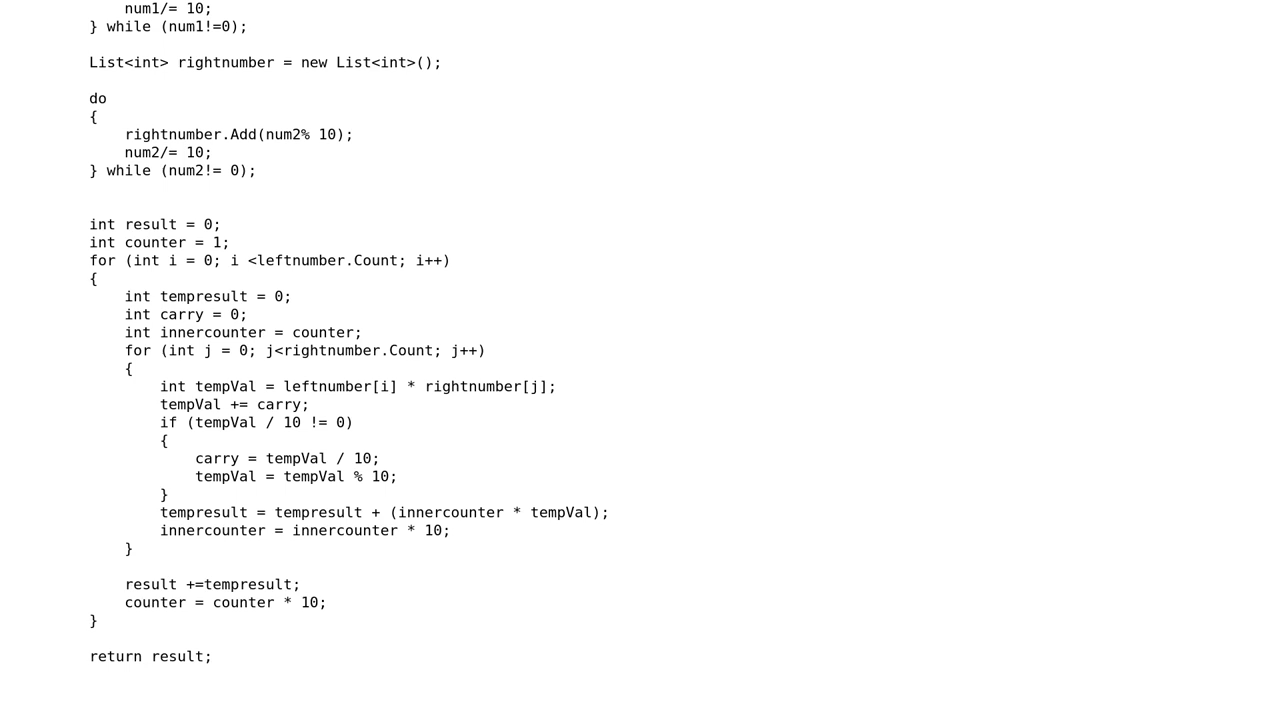 num1/= 10;
} while (num1!=0);
List<int> rightnumber = new List<int>();
do
{
rightnumber.Add(num2% 10);
num2/= 10;
} while (num2!= 0);
int result = 0;
int counter = 1;
for (int i = 0; i <leftnumber.Count; i++)
{
int tempresult = 0;
int carry = 0;
int innercounter = counter;
for (int j = 0; j<rightnumber.Count; j++)
{
int tempVal = leftnumber[i] * rightnumber[j];
tempVal += carry;
if (tempVal / 10 != 0)
{
carry = tempVal / 10;
tempVal = tempVal % 10;
}
tempresult = tempresult + (innercounter * tempVal);
innercounter = innercounter * 10;
}
result +=tempresult;
counter = counter * 10;
}
return result;